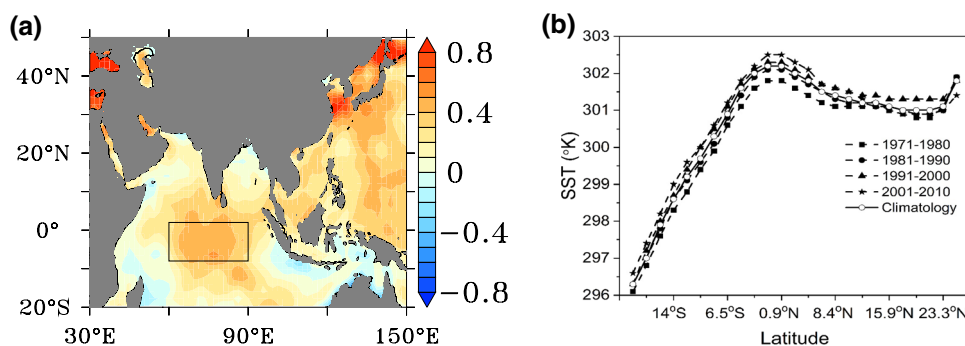 (a)
40°N
20°N
0°
20°S
30°E
90°E
150°E
0.8
0.4
0
−0.4
−0.8
(b)
303
302
301
300
299
298
297
296
SST (°K)
14°S
6.5°S
0.9°N
8.4°N
15.9°N
23.3°N
Latitude
1971-1980
1981-1990
1991-2000
2001-2010
Climatology